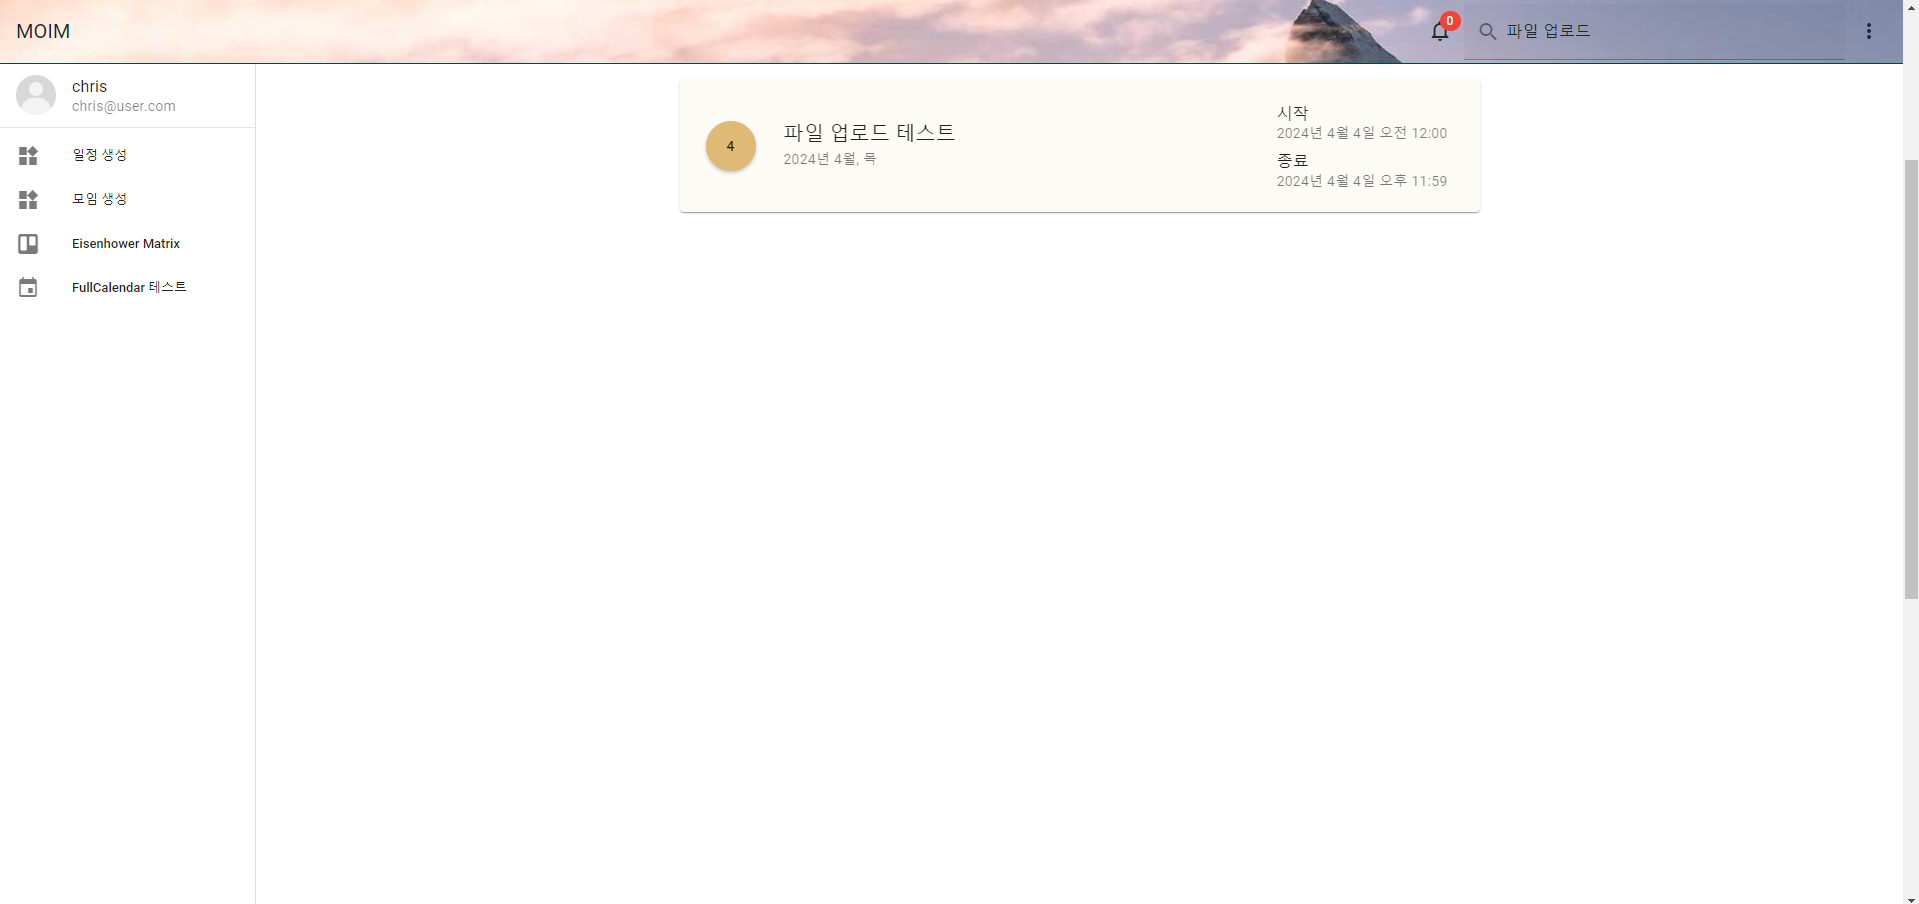 MOIM
0
파일 업로드
chris
chris@user.com
일정 생성
모임 생성
Eisenhower Matrix
FullCalendar 테스트
4
파일 업로드 테스트
2024년 4월, 목
시작
2024년 4월 4일 오전 12:00
종료
2024년 4월 4일 오후 11:59